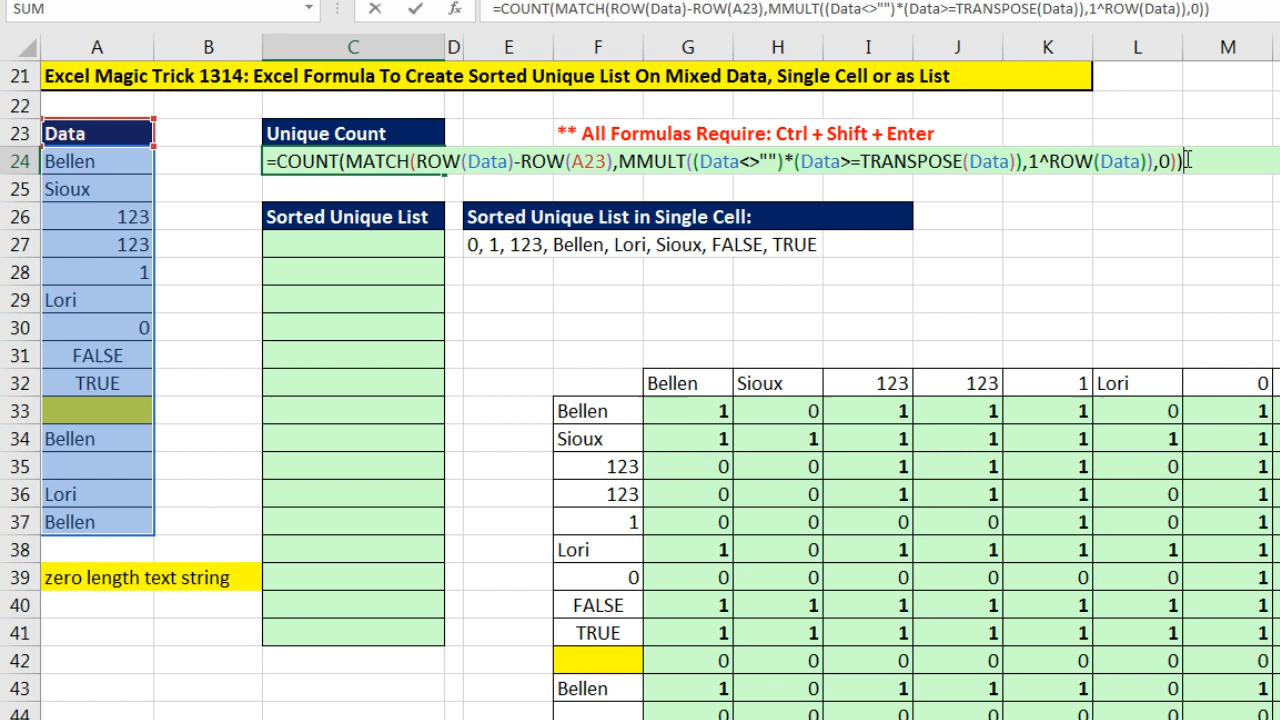 SUM =COUNT(MATCH(ROW(Data)-ROW(A23),MMULT((Data<>"")*(Data>=TRANSPOSE(Data)),1^ROW(Data)),0))
A B C D E F G H I J K L M
21 Excel Magic Trick 1314: Excel Formula To Create Sorted Unique List On Mixed Data, Single Cell or as List
22
23 Data Unique Count ** All Formulas Require: Ctrl + Shift + Enter
24 Bellen =COUNT(MATCH(ROW(Data)-ROW(A23),MMULT((Data<>"")*(Data>=TRANSPOSE(Data)),1^ROW(Data)),0))
25 Sioux
26 123 Sorted Unique List Sorted Unique List in Single Cell:
27 123 0, 1, 123, Bellen, Lori, Sioux, FALSE, TRUE
28 1
29 Lori
30 0
31 FALSE
32 TRUE Bellen Sioux 123 123 1 Lori 0
33 Bellen 1 0 1 1 1 0 1
34 Bellen Sioux 1 1 1 1 1 1 1
35 123 0 0 1 1 1 0 1
36 Lori 123 0 0 1 1 1 0 1
37 Bellen 1 0 0 0 0 1 0 1
38 Lori 1 0 1 1 1 1 1
39 zero length text string 0 0 0 0 0 0 0 1
40 FALSE 1 1 1 1 1 1 1
41 TRUE 1 1 1 1 1 1 1
42 0 0 0 0 0 0 0
43 Bellen 1 0 1 1 1 0 1
44 0 0 0 0 0 0 0